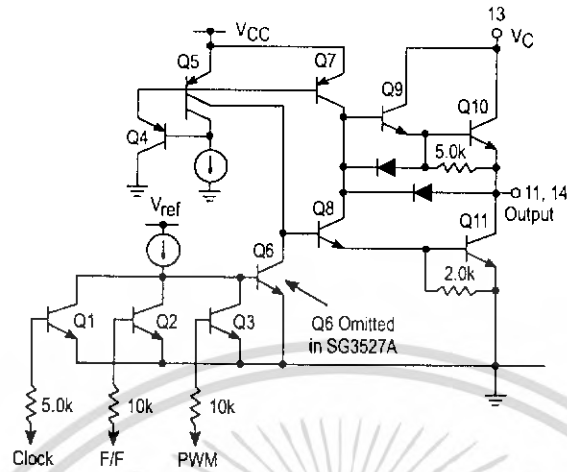 13
VCC
VC
Q5
Q7
Q9
Q10
Q4
5.0k
Vref
Q8
11, 14
Output
Q6
Q11
2.0k
Q1
Q2
Q3
Q6 Omitted
in SG3527A
5.0k
10k
10k
Clock
F/F
PWM